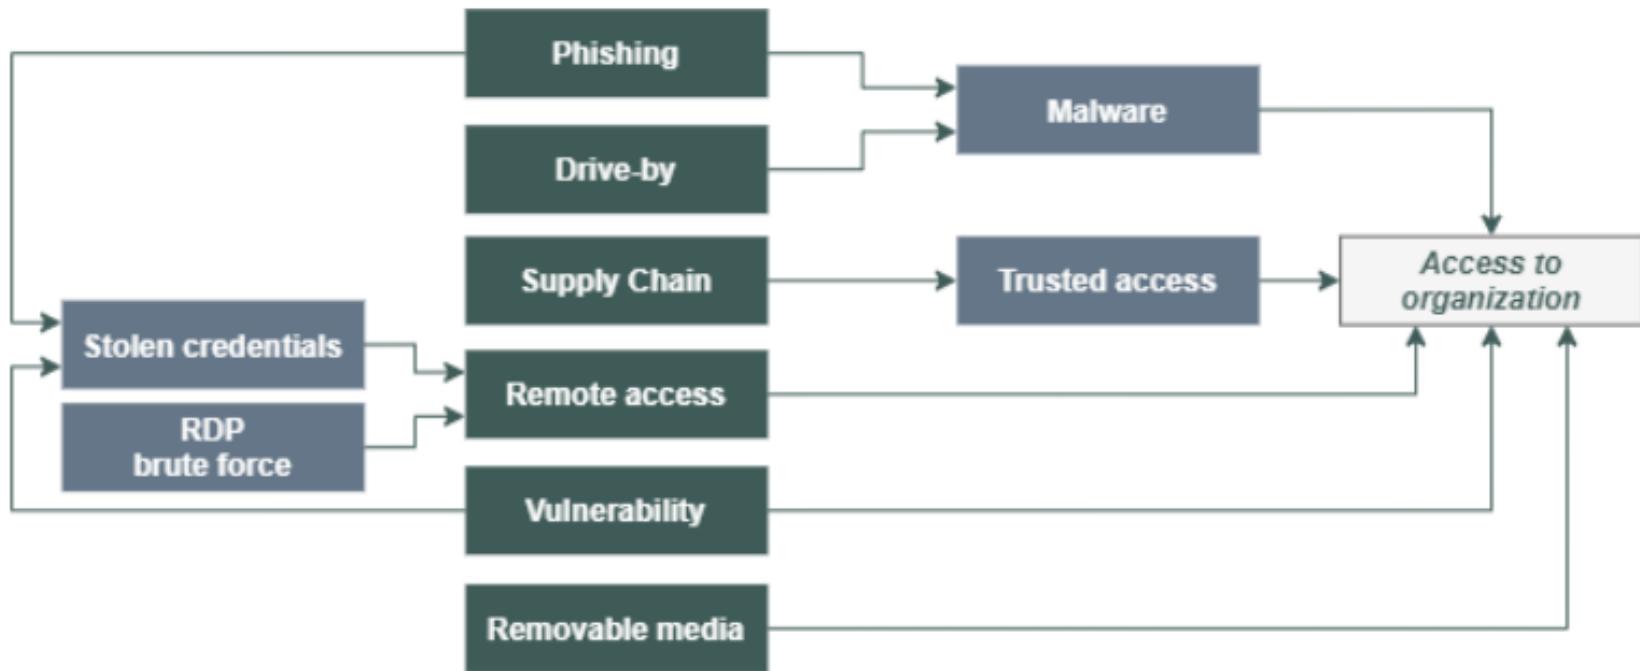 Phishing
Malware
Drive-by
Supply Chain
Trusted access
Access to
organization
Stolen credentials
Remote access
RDP
brute force
Vulnerability
Removable media